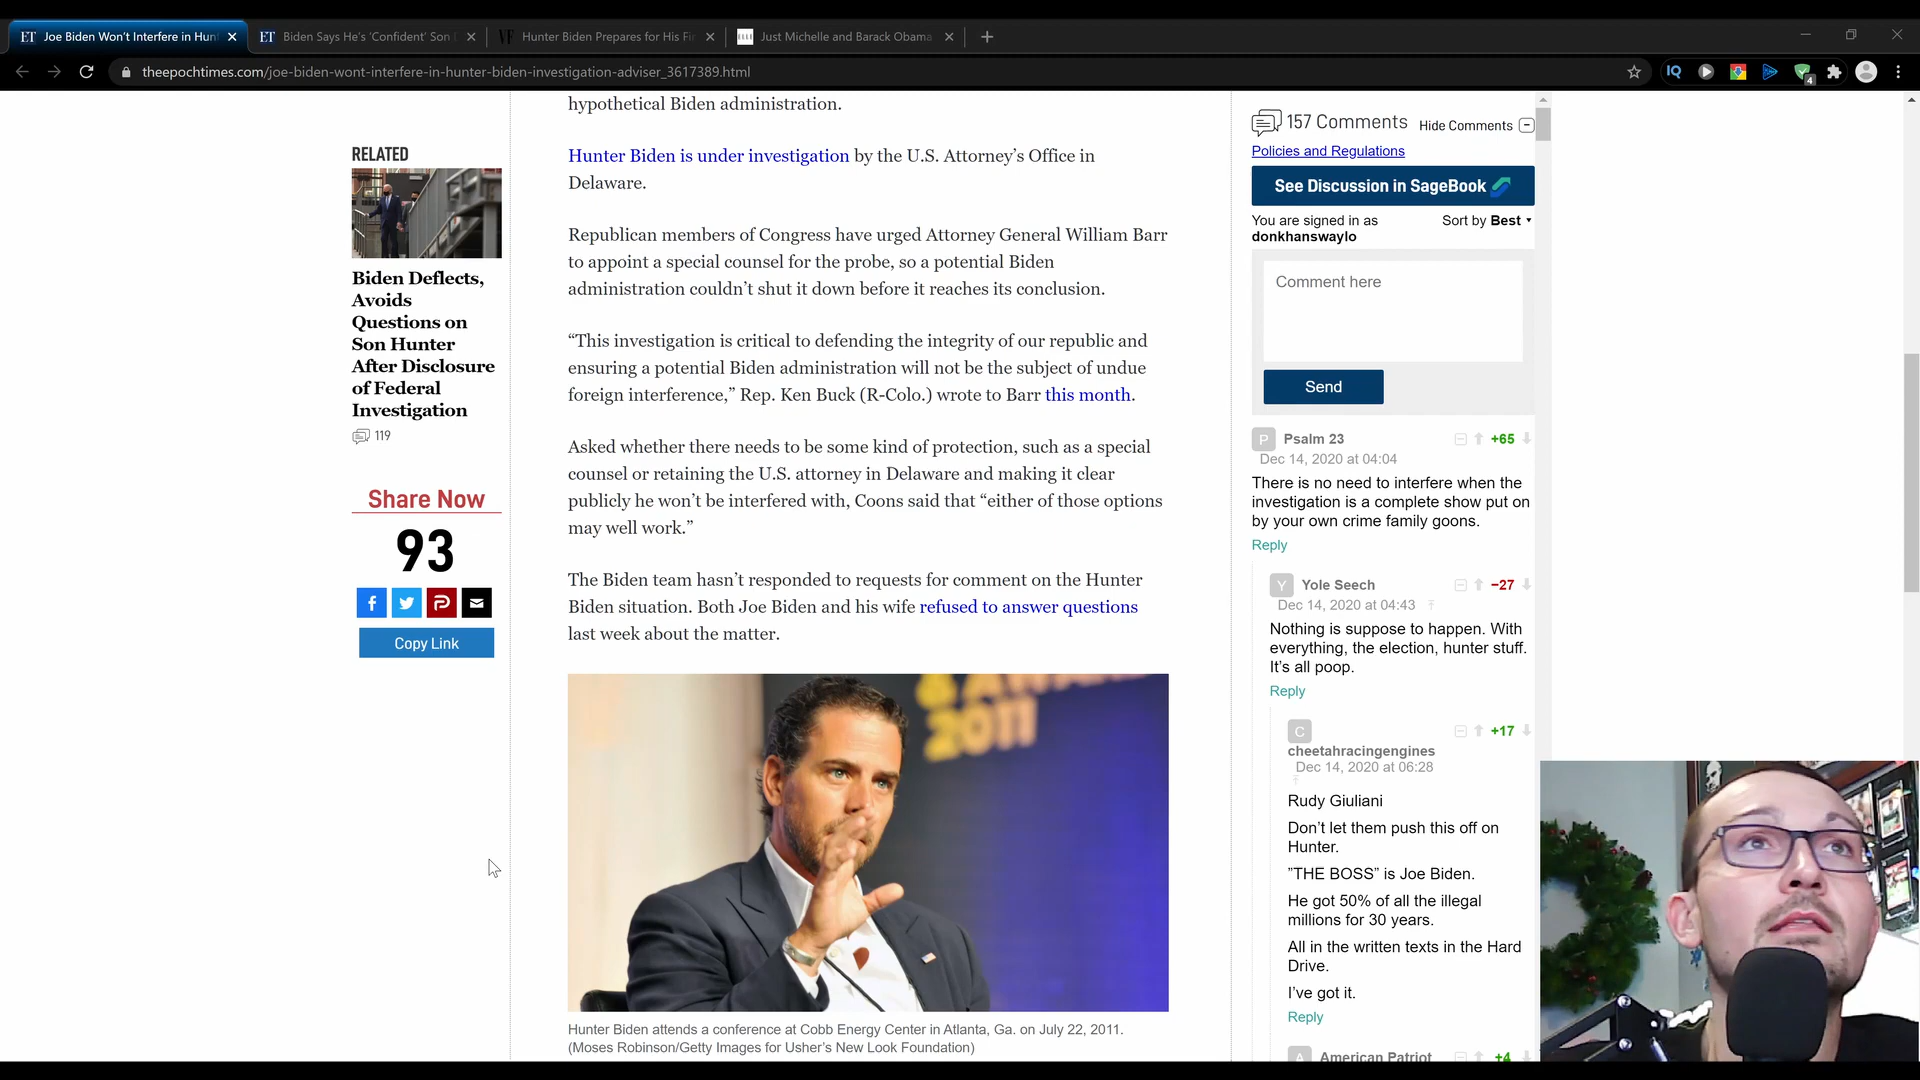 ET Joe Biden Won't Interfere in Hun
ET Biden Says He's 'Confident' Son
VF Hunter Biden Prepares for His Fir
Just Michelle and Barack Obama
theepochtimes.com/joe-biden-wont-interfere-in-hunter-biden-investigation-adviser_3617389.html
IQ
4
RELATED
Biden Deflects,
Avoids
Questions on
Son Hunter
After Disclosure
of Federal
Investigation
119
Share Now
93
Copy Link
hypothetical Biden administration.
Hunter Biden is under investigation by the U.S. Attorney's Office in
Delaware.
Republican members of Congress have urged Attorney General William Barr
to appoint a special counsel for the probe, so a potential Biden
administration couldn't shut it down before it reaches its conclusion.
“This investigation is critical to defending the integrity of our republic and
ensuring a potential Biden administration will not be the subject of undue
foreign interference,” Rep. Ken Buck (R-Colo.) wrote to Barr this month.
Asked whether there needs to be some kind of protection, such as a special
counsel or retaining the U.S. attorney in Delaware and making it clear
publicly he won't be interfered with, Coons said that “either of those options
may well work.”
The Biden team hasn't responded to requests for comment on the Hunter
Biden situation. Both Joe Biden and his wife refused to answer questions
last week about the matter.
2011
Hunter Biden attends a conference at Cobb Energy Center in Atlanta, Ga. on July 22, 2011.
(Moses Robinson/Getty Images for Usher's New Look Foundation)
157 Comments Hide Comments
Policies and Regulations
See Discussion in SageBook
You are signed in as
donkhanswaylo
Sort by Best
Comment here
Send
P Psalm 23 +65
Dec 14, 2020 at 04:04
There is no need to interfere when the
investigation is a complete show put on
by your own crime family goons.
Reply
Y Yole Seech −27
Dec 14, 2020 at 04:43
Nothing is suppose to happen. With
everything, the election, hunter stuff.
It's all poop.
Reply
C +17
cheetahracingengines
Dec 14, 2020 at 06:28
Rudy Giuliani
Don't let them push this off on
Hunter.
”THE BOSS” is Joe Biden.
He got 50% of all the illegal
millions for 30 years.
All in the written texts in the Hard
Drive.
I've got it.
Reply
A American Patriot +4